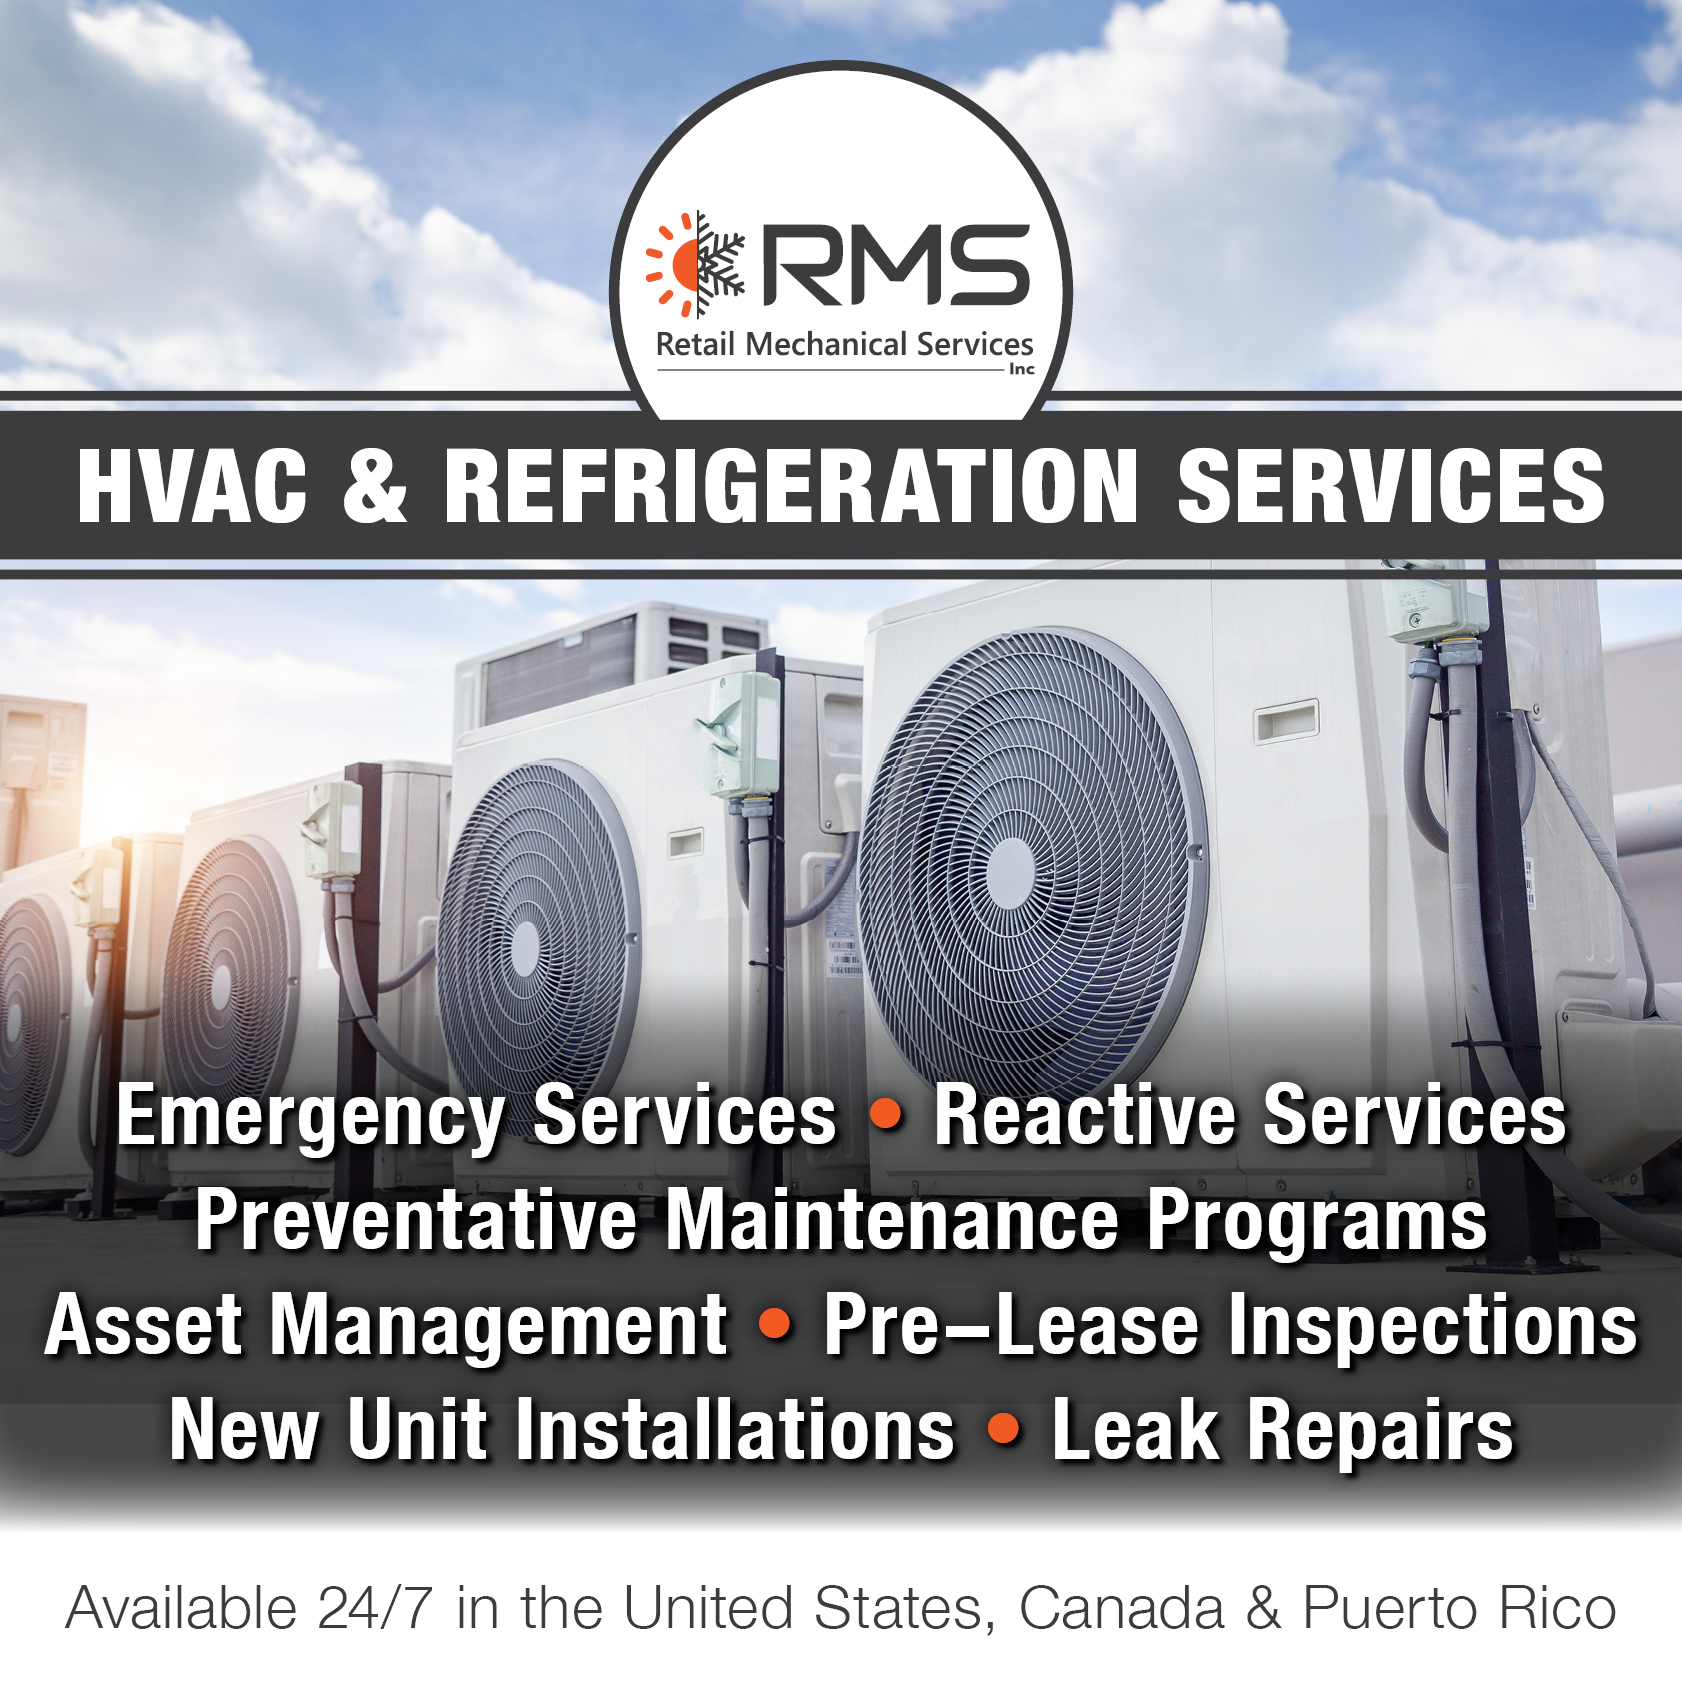 RMS
Retail Mechanical Services
Inc
HVAC & REFRIGERATION SERVICES
Emergency Services • Reactive Services
Preventative Maintenance Programs
Asset Management • Pre–Lease Inspections
New Unit Installations • Leak Repairs
Available 24/7 in the United States, Canada & Puerto Rico